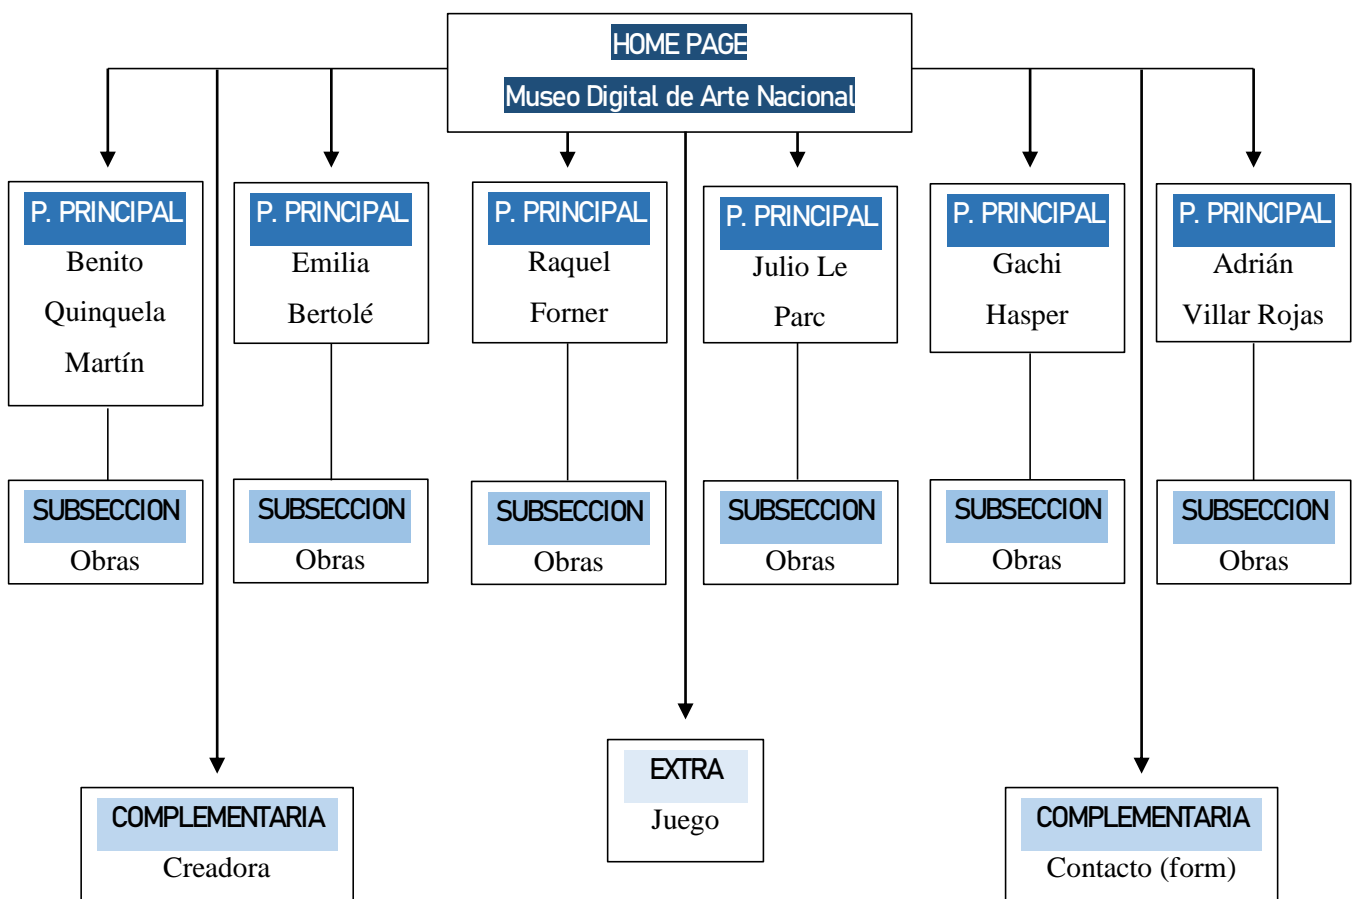 HOME PAGE
Museo Digital de Arte Nacional
P. PRINCIPAL
Benito
Quinquela
Martín
P. PRINCIPAL
Emilia
Bertolé
P. PRINCIPAL
Raquel
Forner
P. PRINCIPAL
Julio Le
Parc
P. PRINCIPAL
Gachi
Hasper
P. PRINCIPAL
Adrián
Villar Rojas
SUBSECCION
Obras
SUBSECCION
Obras
SUBSECCION
Obras
SUBSECCION
Obras
SUBSECCION
Obras
SUBSECCION
Obras
COMPLEMENTARIA
Creadora
EXTRA
Juego
COMPLEMENTARIA
Contacto (form)